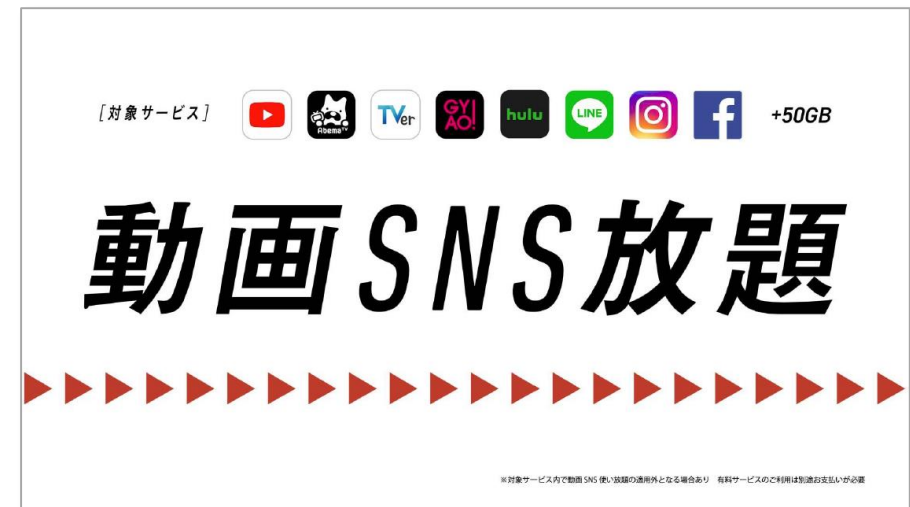 [対象サービス] AbemaTV TVer GYAO! hulu LINE +50GB
動画SNS放題
※対象サービス内で動画SNS使い放題の適用外となる場合あり　有料サービスのご利用は別途お支払いが必要